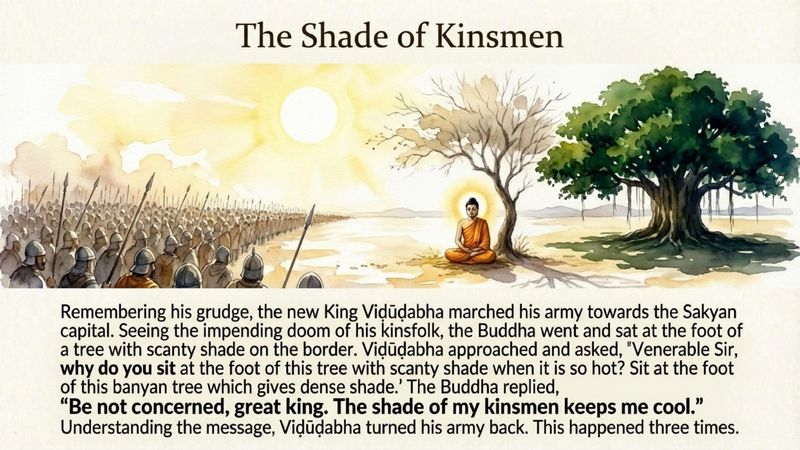 The Shade of Kinsmen
Remembering his grudge, the new King Viḍūḍabha marched his army towards the Sakyan
capital. Seeing the impending doom of his kinsfolk, the Buddha went and sat at the foot of
a tree with scanty shade on the border. Viḍūḍabha approached and asked, "Venerable Sir,
why do you sit at the foot of this tree with scanty shade when it is so hot? Sit at the foot
of this banyan tree which gives dense shade.’ The Buddha replied,
“Be not concerned, great king. The shade of my kinsmen keeps me cool.”
Understanding the message, Viḍūḍabha turned his army back. This happened three times.